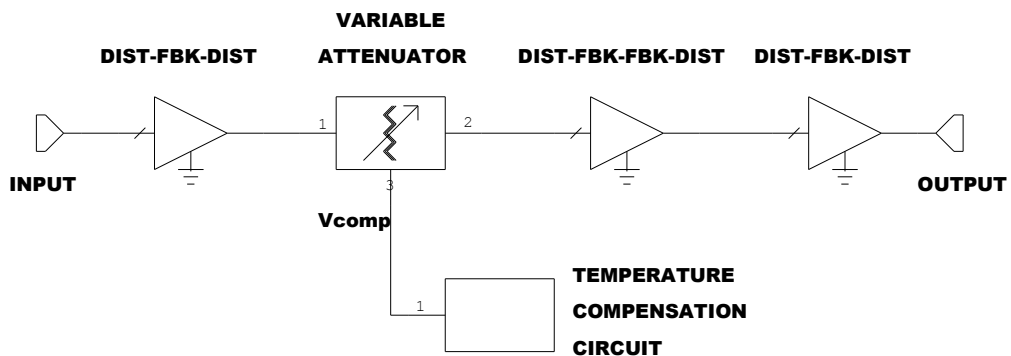 VARIABLE
DIST-FBK-DIST
ATTENUATOR
DIST-FBK-FBK-DIST
DIST-FBK-DIST
1
2
INPUT
3
OUTPUT
Vcomp
TEMPERATURE
1
COMPENSATION
CIRCUIT